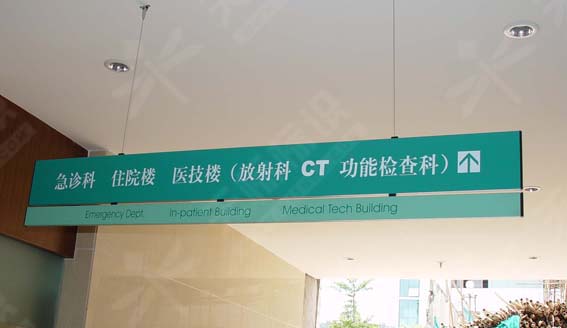 急诊科 住院楼 医技楼（放射科 CT 功能检查科）
Emergency Dept. In-patient Building Medical Tech Building